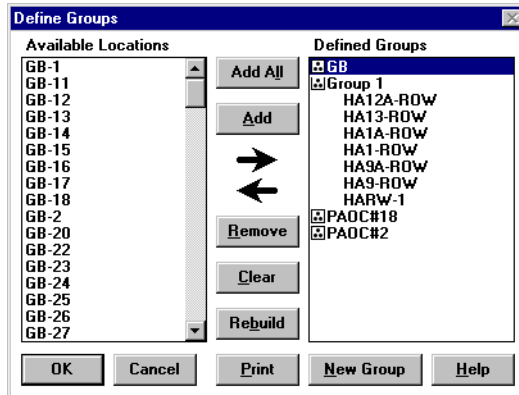 Define Groups
Available Locations
GB-1
GB-11
GB-12
GB-13
GB-14
GB-15
GB-16
GB-17
GB-18
GB-2
GB-20
GB-22
GB-23
GB-24
GB-25
GB-26
GB-27
Add All
Add
Remove
Clear
Rebuild
Defined Groups
GB
Group 1
HA12A-ROW
HA13-ROW
HA1A-ROW
HA1-ROW
HA9A-ROW
HA9-ROW
HARW-1
PAOC#18
PAOC#2
OK
Cancel
Print
New Group
Help